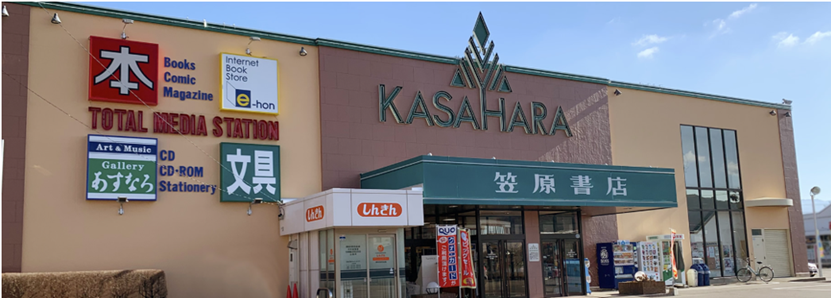 本
Books
Comic
Magazine
Internet
Book
Store
e-hon
TOTAL MEDIA STATION
Art & Music
Gallery
あすなろ
CD
CD-ROM
Stationery
文具
KASAHARA
笠原書店
しんきん
しんきん
QUO